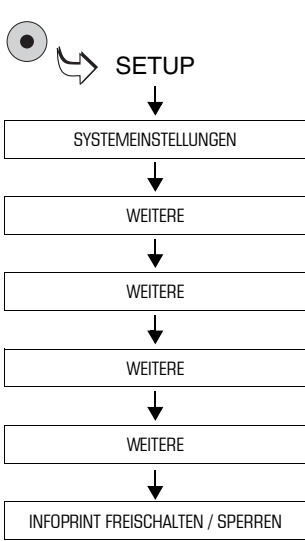 SETUP
SYSTEMEINSTELLUNGEN
WEITERE
WEITERE
WEITERE
WEITERE
INFOPRINT FREISCHALTEN / SPERREN